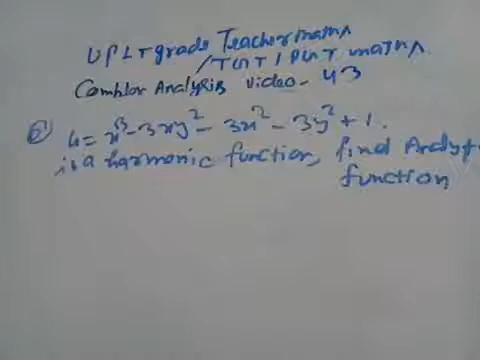 UP LT grade Teacher maths
/TGT / PGT maths
Complex Analysis video - 43
u = x³ - 3xy² - 3x² - 3y² + 1.
is a harmonic function, find Analyt
function